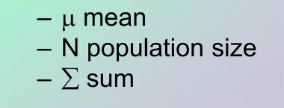 – μ mean
– N population size
– ∑ sum